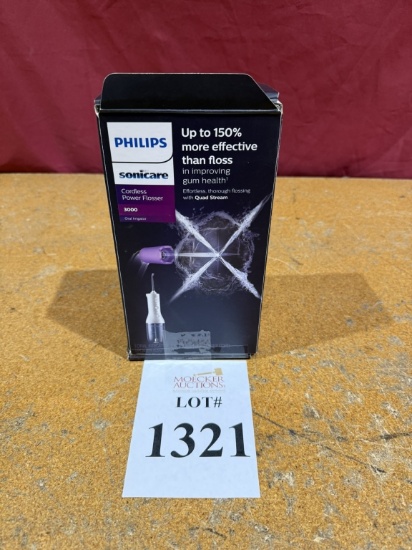 PHILIPS
sonicare
Cordless
Power Flosser
3000
Up to 150%
more effective
than floss
in improving
gum health¹
Effortless, thorough flossing
with Quad Stream
MOECKER
AUCTIONS
LOT#
1321